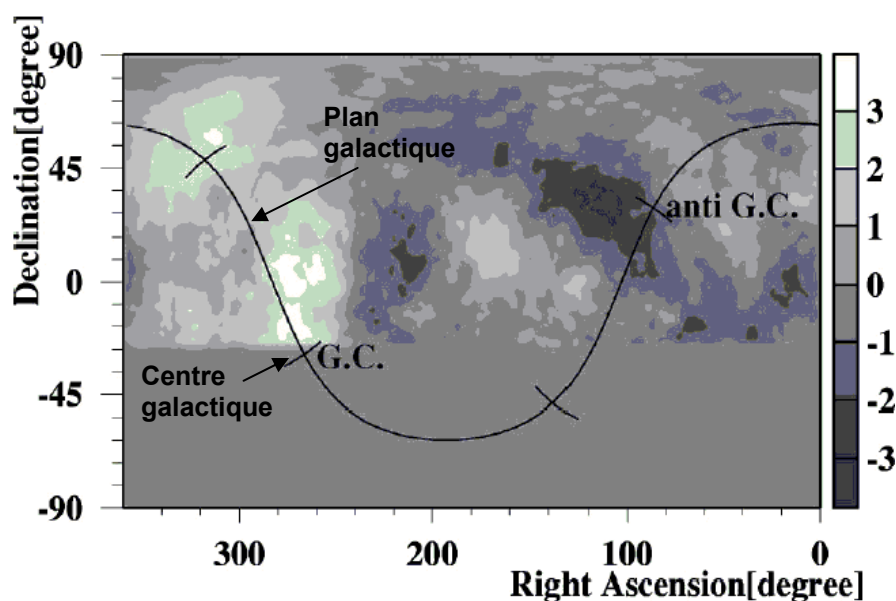 90
45
0
-45
-90
Declination[degree]
Plan
galactique
anti G.C.
G.C.
Centre
galactique
3
2
1
0
-1
-2
-3
300
200
100
0
Right Ascension[degree]